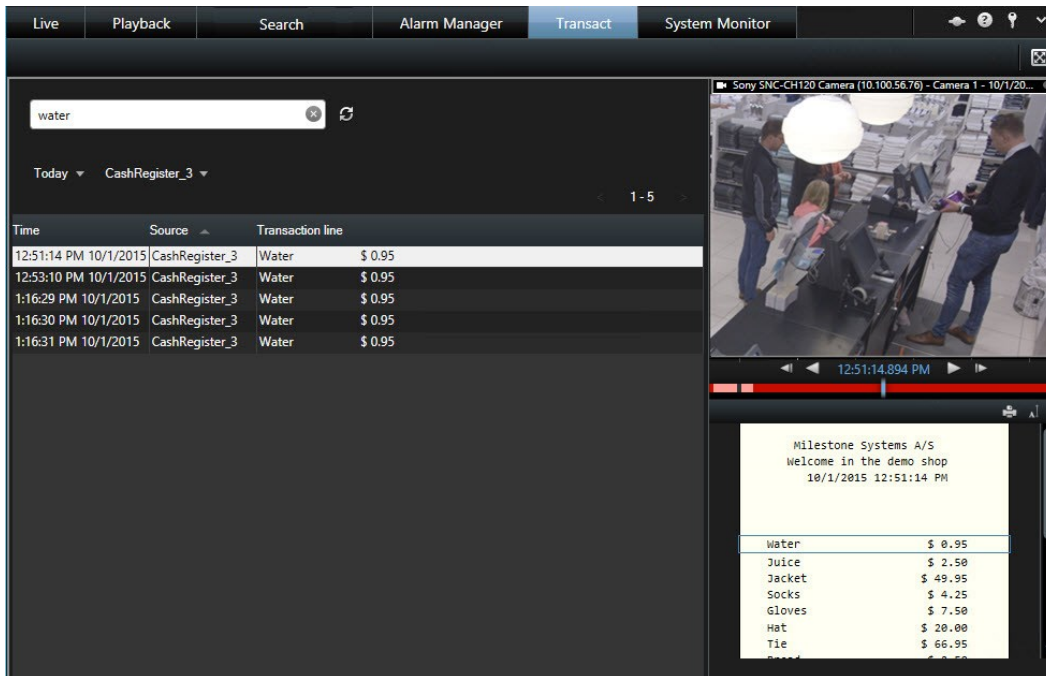 Live Playback Search Alarm Manager Transact System Monitor
Sony SNC-CH120 Camera (10.100.56.76) - Camera 1 - 10/1/20...
water
Today CashRegister_3
1 - 5
Time Source Transaction line
12:51:14 PM 10/1/2015 CashRegister_3 Water $ 0.95
12:53:10 PM 10/1/2015 CashRegister_3 Water $ 0.95
1:16:29 PM 10/1/2015 CashRegister_3 Water $ 0.95
1:16:30 PM 10/1/2015 CashRegister_3 Water $ 0.95
1:16:31 PM 10/1/2015 CashRegister_3 Water $ 0.95
12:51:14.894 PM
Milestone Systems A/S
Welcome in the demo shop
10/1/2015 12:51:14 PM
Water $ 0.95
Juice $ 2.50
Jacket $ 49.95
Socks $ 4.25
Gloves $ 7.50
Hat $ 20.00
Tie $ 66.95